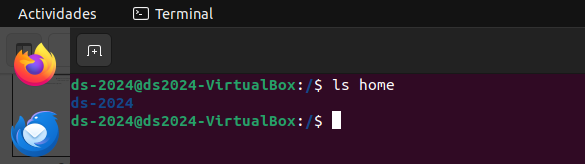 Actividades Terminal
ds-2024@ds2024-VirtualBox:/$ ls home
ds-2024
ds-2024@ds2024-VirtualBox:/$